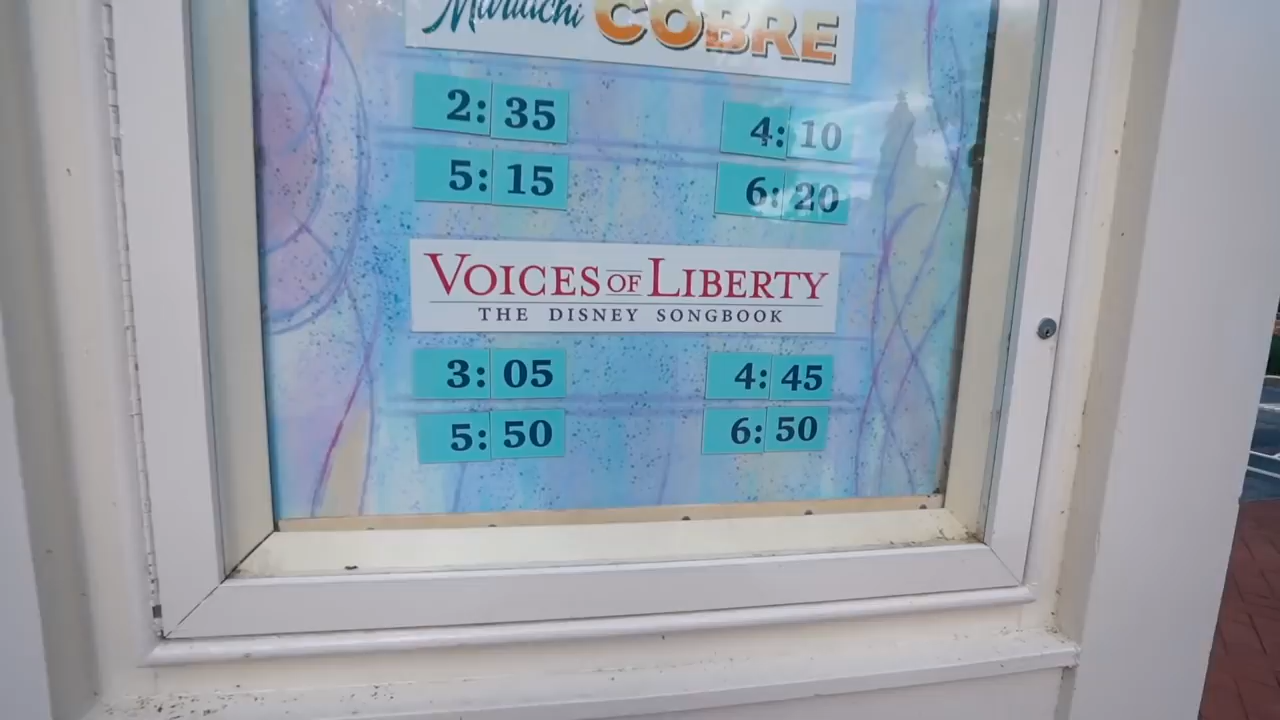 Mariachi COBRE
2:35 4:10
5:15 6:20
VOICES OF LIBERTY
THE DISNEY SONGBOOK
3:05 4:45
5:50 6:50